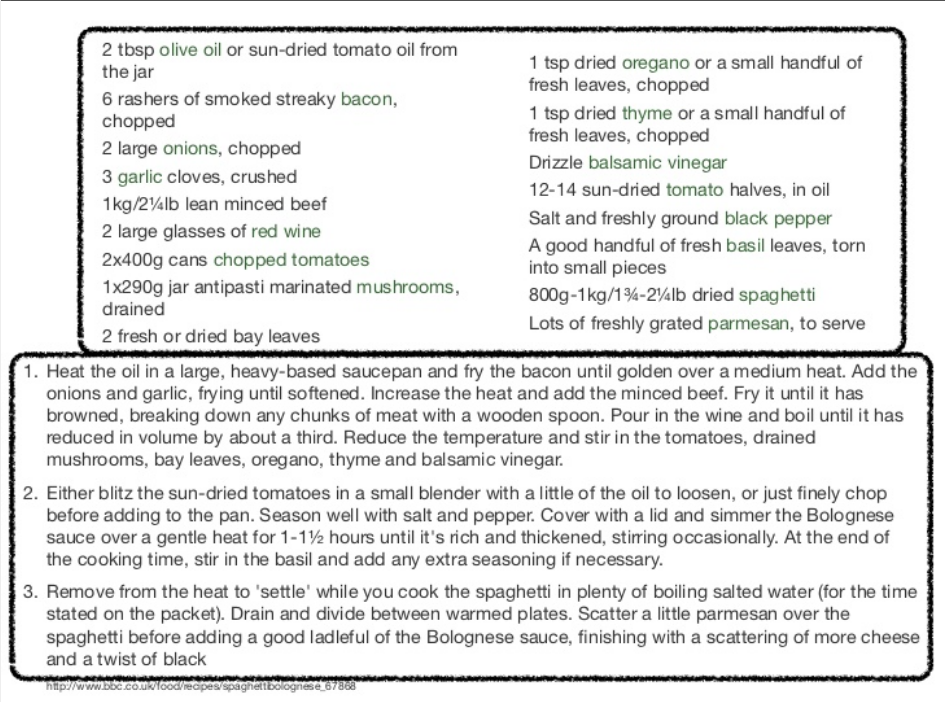 2 tbsp olive oil or sun-dried tomato oil from
the jar
6 rashers of smoked streaky bacon,
chopped
2 large onions, chopped
3 garlic cloves, crushed
1kg/2¼lb lean minced beef
2 large glasses of red wine
2x400g cans chopped tomatoes
1x290g jar antipasti marinated mushrooms,
drained
2 fresh or dried bay leaves
1 tsp dried oregano or a small handful of
fresh leaves, chopped
1 tsp dried thyme or a small handful of
fresh leaves, chopped
Drizzle balsamic vinegar
12-14 sun-dried tomato halves, in oil
Salt and freshly ground black pepper
A good handful of fresh basil leaves, torn
into small pieces
800g-1kg/1¾-2¼lb dried spaghetti
Lots of freshly grated parmesan, to serve
1. Heat the oil in a large, heavy-based saucepan and fry the bacon until golden over a medium heat. Add the
onions and garlic, frying until softened. Increase the heat and add the minced beef. Fry it until it has
browned, breaking down any chunks of meat with a wooden spoon. Pour in the wine and boil until it has
reduced in volume by about a third. Reduce the temperature and stir in the tomatoes, drained
mushrooms, bay leaves, oregano, thyme and balsamic vinegar.
2. Either blitz the sun-dried tomatoes in a small blender with a little of the oil to loosen, or just finely chop
before adding to the pan. Season well with salt and pepper. Cover with a lid and simmer the Bolognese
sauce over a gentle heat for 1-1½ hours until it's rich and thickened, stirring occasionally. At the end of
the cooking time, stir in the basil and add any extra seasoning if necessary.
3. Remove from the heat to 'settle' while you cook the spaghetti in plenty of boiling salted water (for the time
stated on the packet). Drain and divide between warmed plates. Scatter a little parmesan over the
spaghetti before adding a good ladleful of the Bolognese sauce, finishing with a scattering of more cheese
and a twist of black
http://www.bbc.co.uk/food/recipes/spaghettibolognese_67868